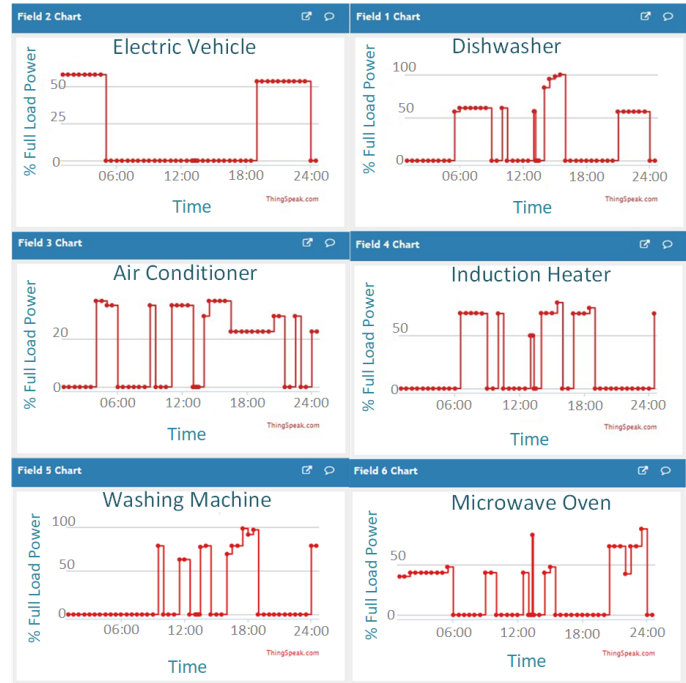 Field 2 Chart
Electric Vehicle
% Full Load Power
50
25
0
06:00 12:00 18:00 24:00
ThingSpeak.com
Time
Field 1 Chart
Dishwasher
% Full Load Power
100
50
0
06:00 12:00 18:00 24:00
ThingSpeak.com
Time
Field 3 Chart
Air Conditioner
% Full Load Power
20
0
06:00 12:00 18:00 24:00
ThingSpeak.com
Time
Field 4 Chart
Induction Heater
% Full Load Power
50
0
06:00 12:00 18:00 24:00
ThingSpeak.com
Time
Field 5 Chart
Washing Machine
% Full Load Power
100
50
0
06:00 12:00 18:00 24:00
ThingSpeak.com
Time
Field 6 Chart
Microwave Oven
% Full Load Power
50
0
06:00 12:00 18:00 24:00
ThingSpeak.com
Time